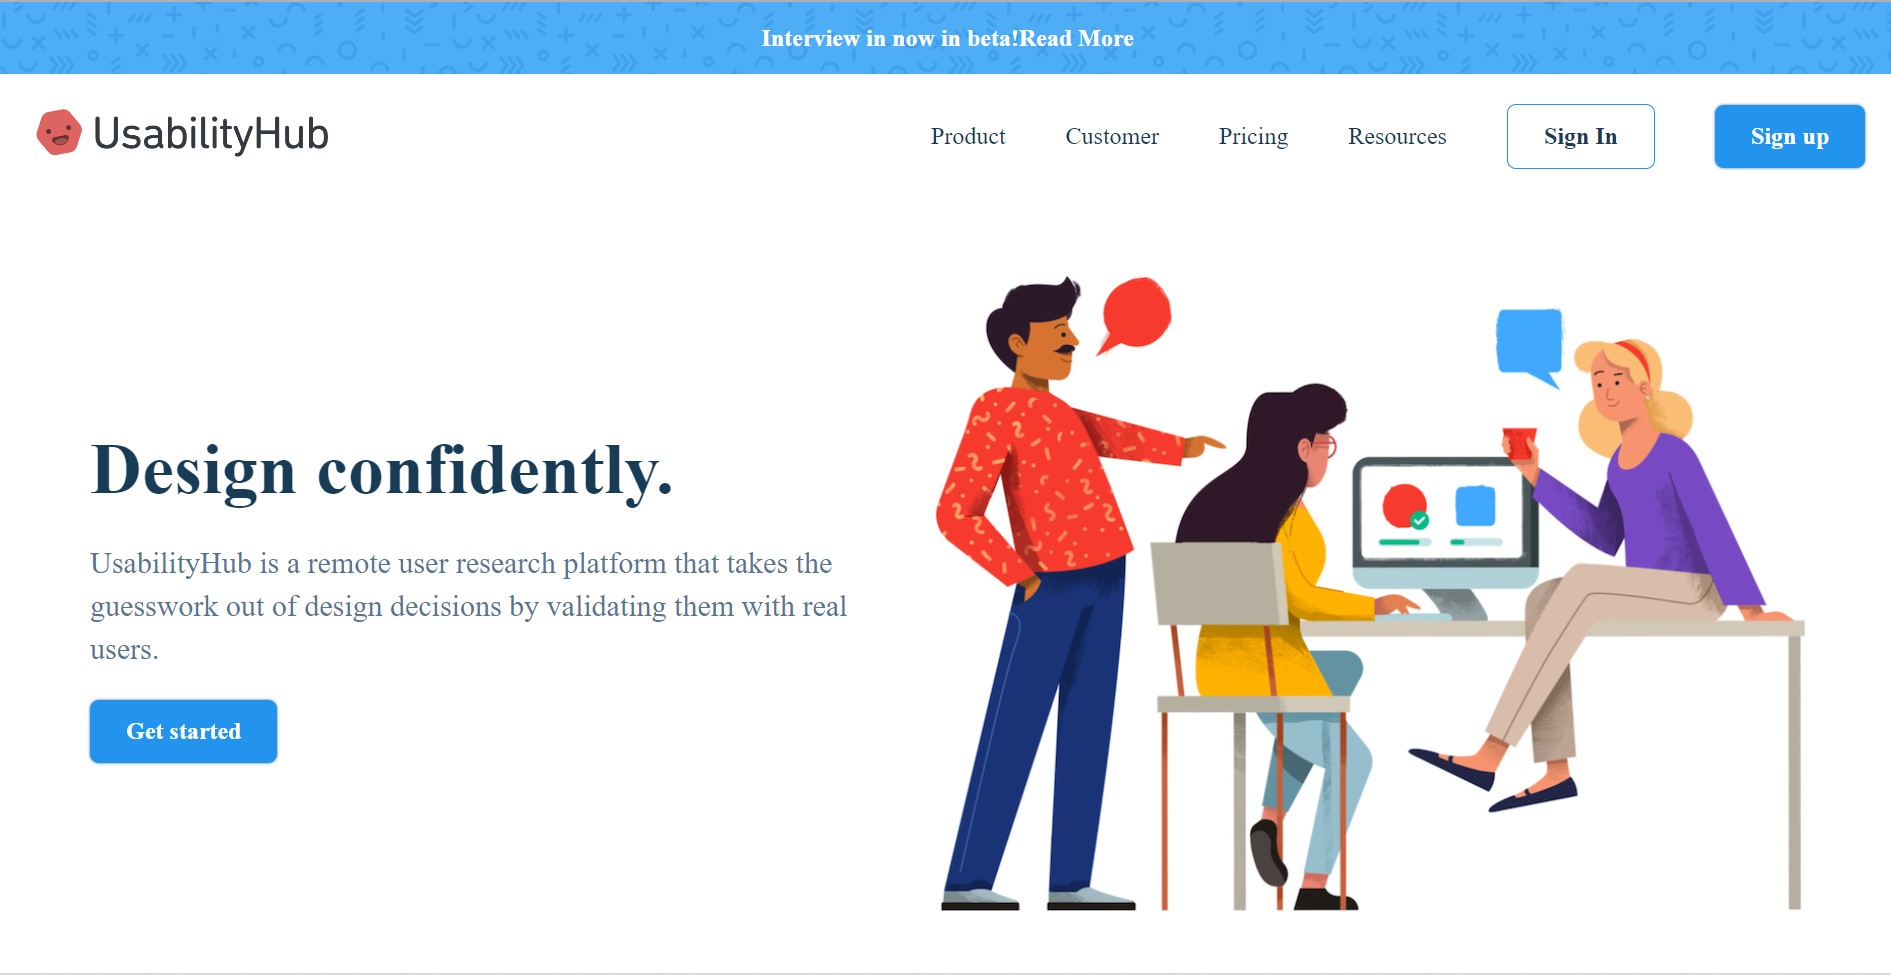 Interview in now in beta!Read More
UsabilityHub
Product Customer Pricing Resources Sign In Sign up
Design confidently.
UsabilityHub is a remote user research platform that takes the
guesswork out of design decisions by validating them with real
users.
Get started